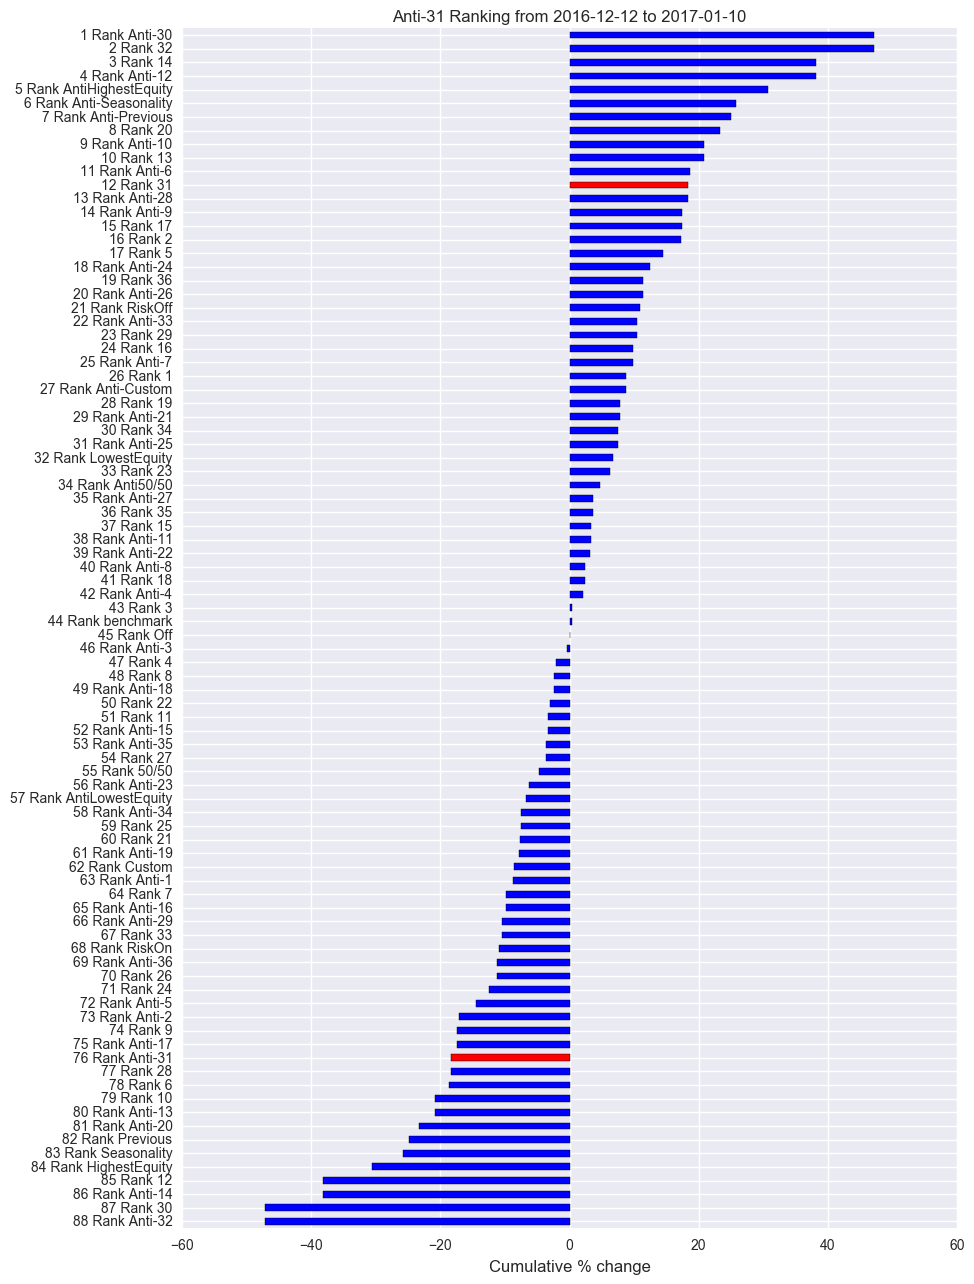 Anti-31 Ranking from 2016-12-12 to 2017-01-10
1 Rank Anti-30
2 Rank 32
3 Rank 14
4 Rank Anti-12
5 Rank AntiHighestEquity
6 Rank Anti-Seasonality
7 Rank Anti-Previous
8 Rank 20
9 Rank Anti-10
10 Rank 13
11 Rank Anti-6
12 Rank 31
13 Rank Anti-28
14 Rank Anti-9
15 Rank 17
16 Rank 2
17 Rank 5
18 Rank Anti-24
19 Rank 36
20 Rank Anti-26
21 Rank RiskOff
22 Rank Anti-33
23 Rank 29
24 Rank 16
25 Rank Anti-7
26 Rank 1
27 Rank Anti-Custom
28 Rank 19
29 Rank Anti-21
30 Rank 34
31 Rank Anti-25
32 Rank LowestEquity
33 Rank 23
34 Rank Anti50/50
35 Rank Anti-27
36 Rank 35
37 Rank 15
38 Rank Anti-11
39 Rank Anti-22
40 Rank Anti-8
41 Rank 18
42 Rank Anti-4
43 Rank 3
44 Rank benchmark
45 Rank Off
46 Rank Anti-3
47 Rank 4
48 Rank 8
49 Rank Anti-18
50 Rank 22
51 Rank 11
52 Rank Anti-15
53 Rank Anti-35
54 Rank 27
55 Rank 50/50
56 Rank Anti-23
57 Rank AntiLowestEquity
58 Rank Anti-34
59 Rank 25
60 Rank 21
61 Rank Anti-19
62 Rank Custom
63 Rank Anti-1
64 Rank 7
65 Rank Anti-16
66 Rank Anti-29
67 Rank 33
68 Rank RiskOn
69 Rank Anti-36
70 Rank 26
71 Rank 24
72 Rank Anti-5
73 Rank Anti-2
74 Rank 9
75 Rank Anti-17
76 Rank Anti-31
77 Rank 28
78 Rank 6
79 Rank 10
80 Rank Anti-13
81 Rank Anti-20
82 Rank Previous
83 Rank Seasonality
84 Rank HighestEquity
85 Rank 12
86 Rank Anti-14
87 Rank 30
88 Rank Anti-32
−60 −40 −20 0 20 40 60
Cumulative % change